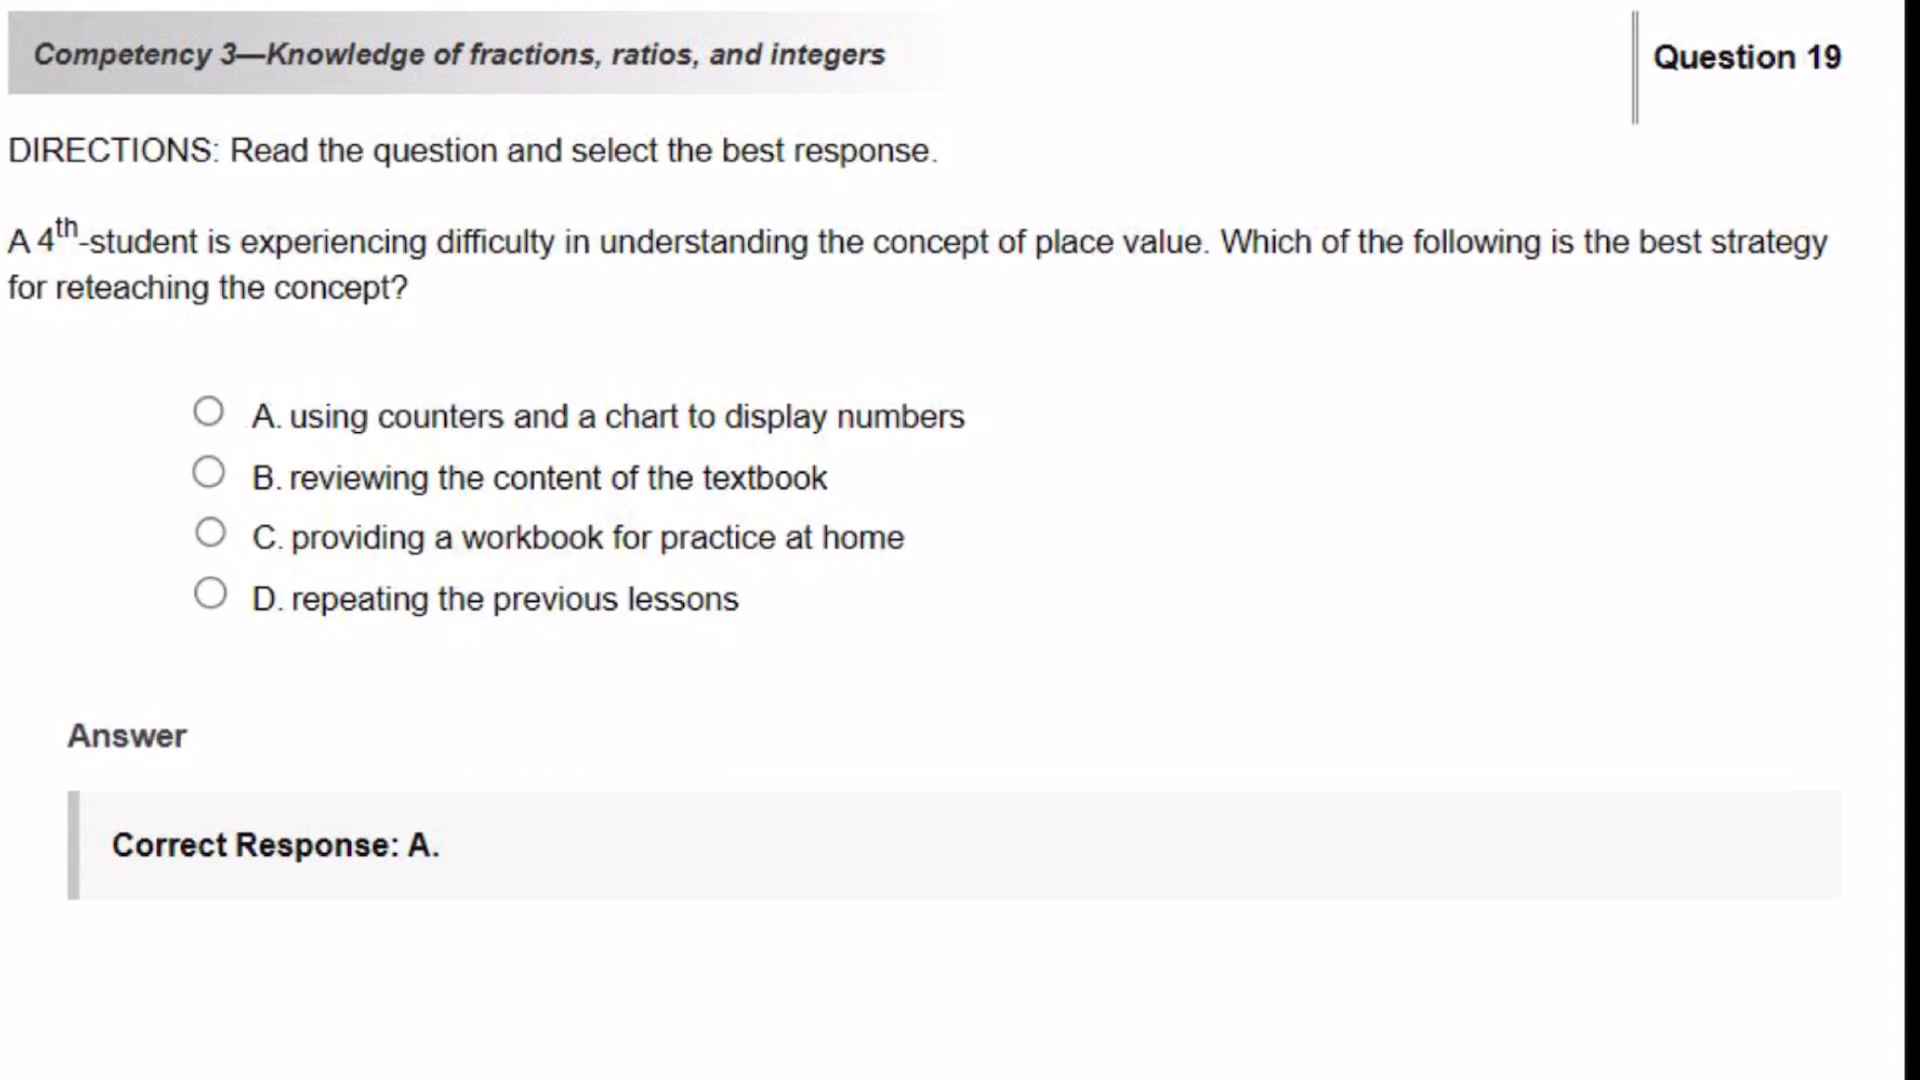 Competency 3—Knowledge of fractions, ratios, and integers
Question 19
DIRECTIONS: Read the question and select the best response.
A 4th-student is experiencing difficulty in understanding the concept of place value. Which of the following is the best strategy
for reteaching the concept?
A. using counters and a chart to display numbers
B. reviewing the content of the textbook
C. providing a workbook for practice at home
D. repeating the previous lessons
Answer
Correct Response: A.